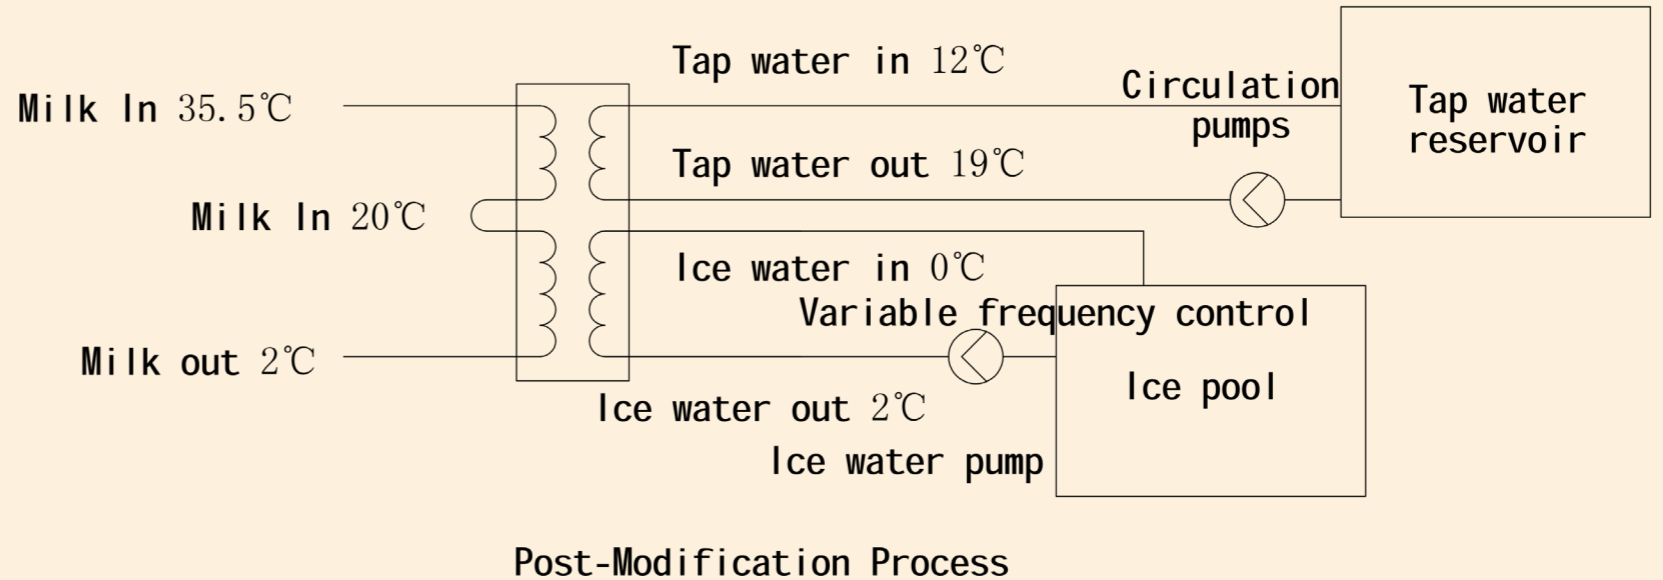 Tap water in 12℃
Milk In 35.5℃
Circulation
pumps
Tap water
reservoir
Tap water out 19℃
Milk In 20℃
Ice water in 0℃
Variable frequency control
Milk out 2℃
Ice pool
Ice water out 2℃
Ice water pump
Post-Modification Process